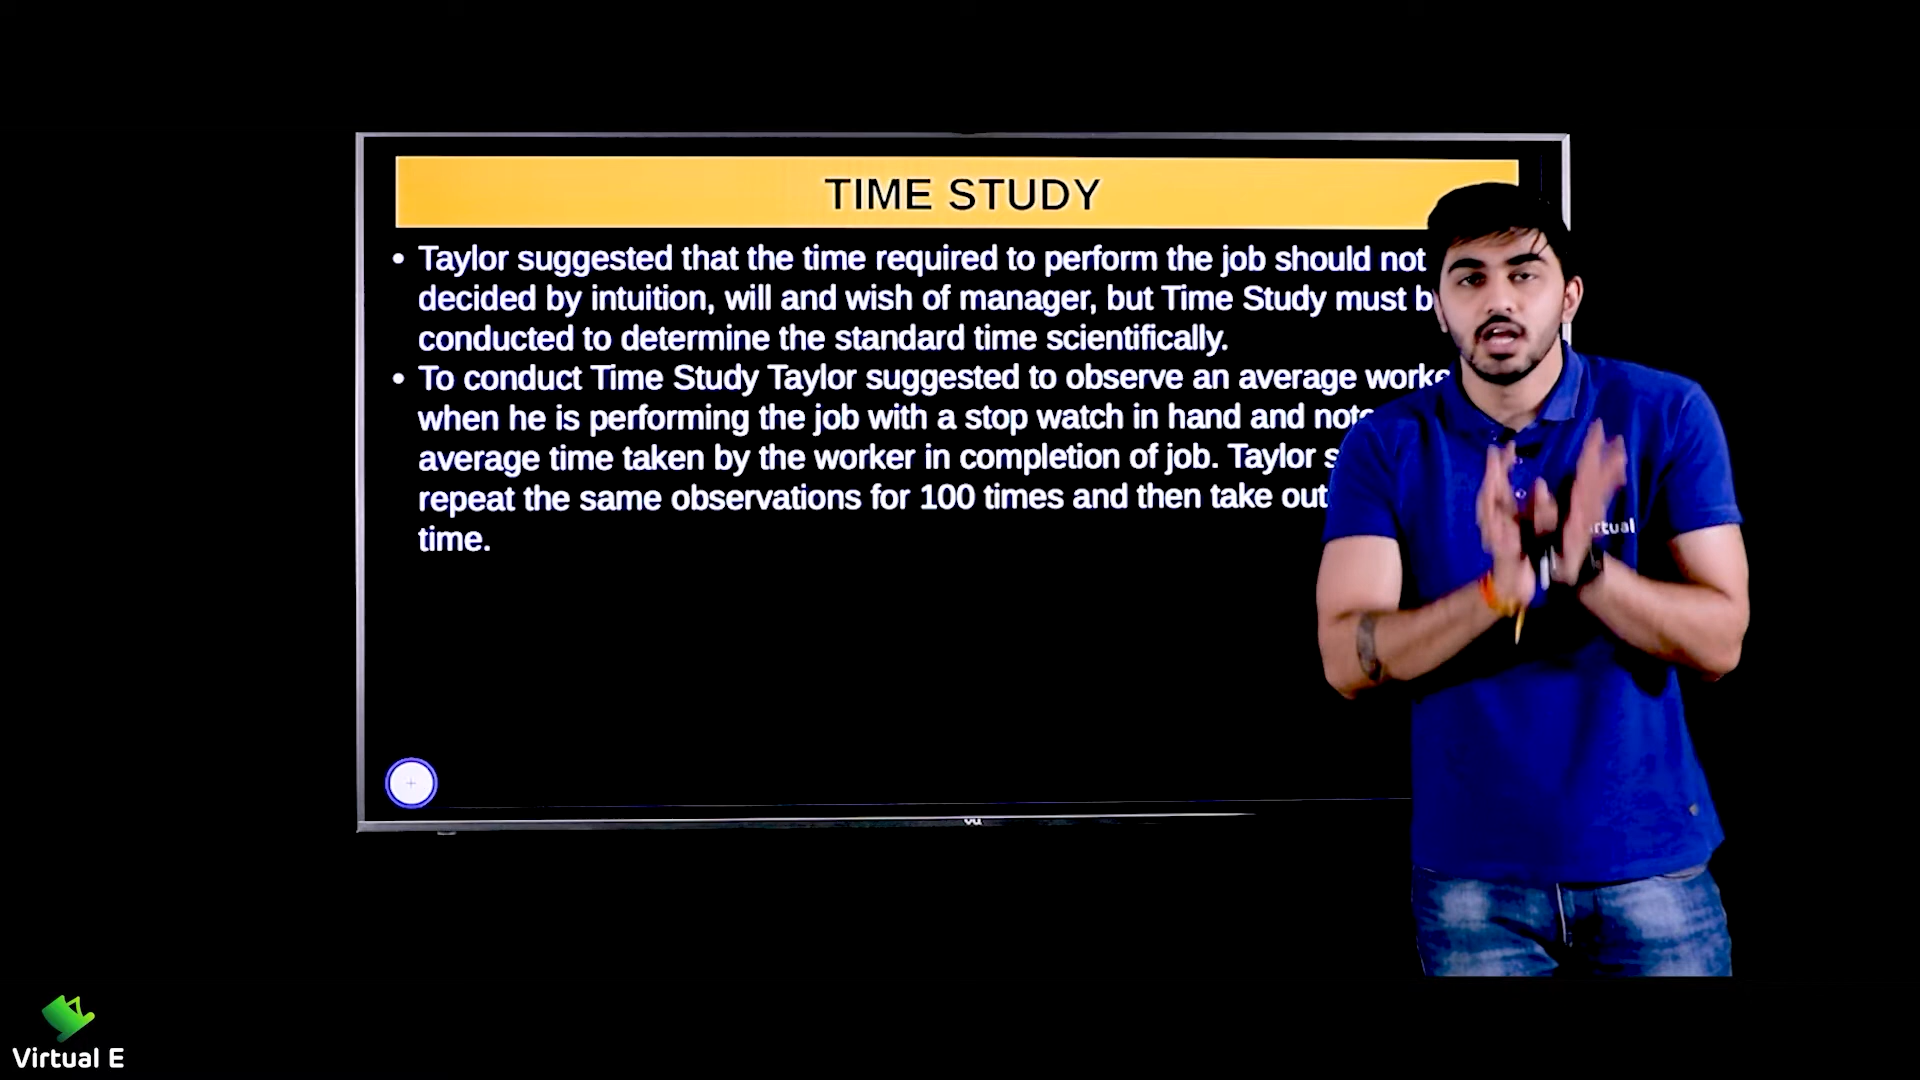 TIME STUDY
• Taylor suggested that the time required to perform the job should not
decided by intuition, will and wish of manager, but Time Study must
conducted to determine the standard time scientifically.
• To conduct Time Study Taylor suggested to observe an average
when he is performing the job with a stop watch in hand and
average time taken by the worker in completion of job. Taylor
repeat the same observations for 100 times and then take out
time.
rtual
vu
Virtual E